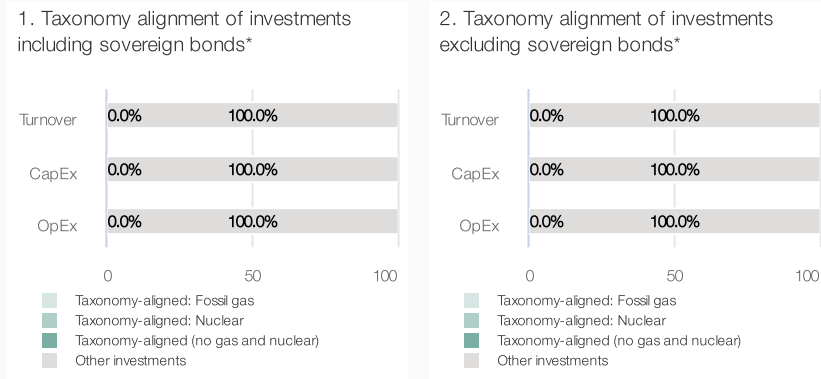 1. Taxonomy alignment of investments
including sovereign bonds*
Turnover 0.0% 100.0%
CapEx 0.0% 100.0%
OpEx 0.0% 100.0%
0 50 100
Taxonomy-aligned: Fossil gas
Taxonomy-aligned: Nuclear
Taxonomy-aligned (no gas and nuclear)
Other investments
2. Taxonomy alignment of investments
excluding sovereign bonds*
Turnover 0.0% 100.0%
CapEx 0.0% 100.0%
OpEx 0.0% 100.0%
0 50 100
Taxonomy-aligned: Fossil gas
Taxonomy-aligned: Nuclear
Taxonomy-aligned (no gas and nuclear)
Other investments